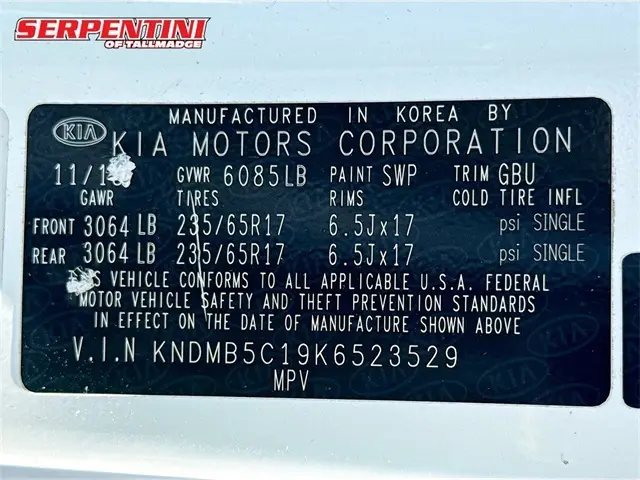 SERPENTINI
OF TALLMADGE
MANUFACTURED IN KOREA BY
KIA KIA MOTORS CORPORATION
GVWR 6085LB PAINT SWP TRIM GBU
GAWR TIRES RIMS COLD TIRE INFL
FRONT 3064 LB 235/65R17 6.5Jx17 psi SINGLE
REAR 3064 LB 235/65R17 6.5Jx17 psi SINGLE
VEHICLE CONFORMS TO ALL APPLICABLE U.S.A. FEDERAL
MOTOR VEHICLE SAFETY AND THEFT PREVENTION STANDARDS
IN EFFECT ON THE DATE OF MANUFACTURE SHOWN ABOVE
V.I.N KNDMB5C19K6523529
MPV